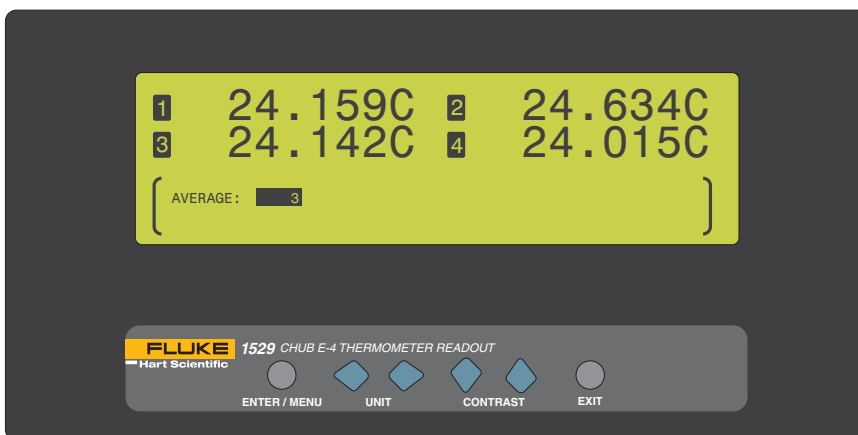 1 24.159C 2 24.634C
3 24.142C 4 24.015C
AVERAGE: 3
FLUKE
Hart Scientific
1529 CHUB E-4 THERMOMETER READOUT
ENTER / MENU UNIT CONTRAST EXIT